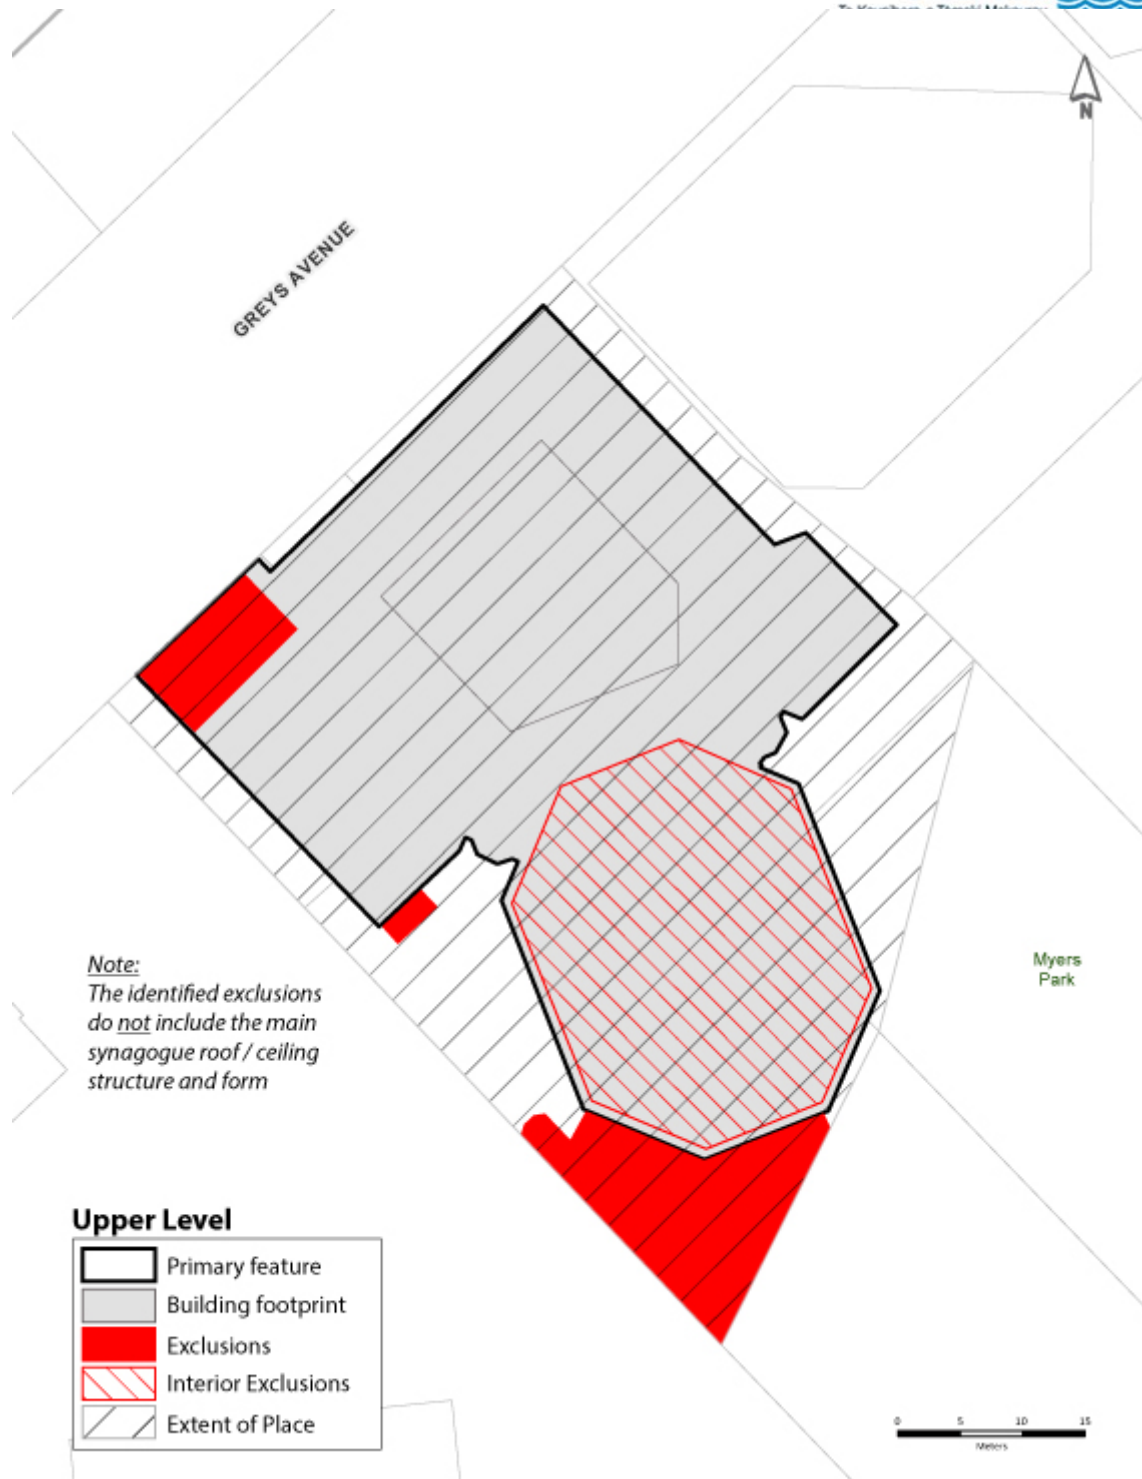 N
GREYS AVENUE
Myers
Park
Note:
The identified exclusions
do not include the main
synagogue roof / ceiling
structure and form
Upper Level
Primary feature
Building footprint
Exclusions
Interior Exclusions
Extent of Place
0 5 10 15
Meters